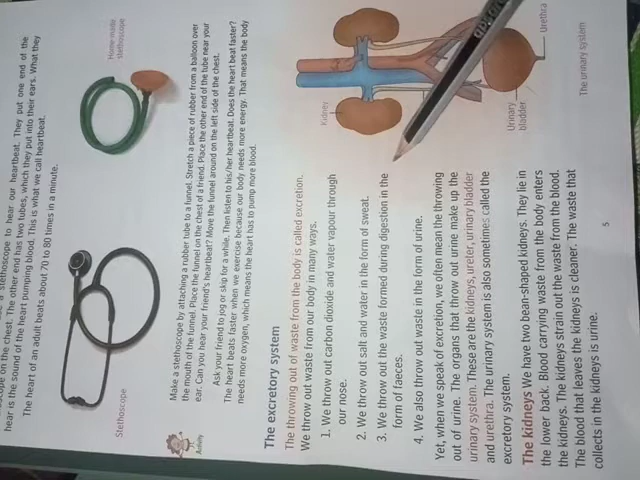 a stethoscope to hear our heartbeat. They put one end of the
scope on the chest. The other end has two tubes, which they put into their ears. What they
hear is the sound of the heart pumping blood. This is what we call heartbeat.
The heart of an adult beats about 70 to 80 times in a minute.
Stethoscope
Home-made
stethoscope
Activity
Make a stethoscope by attaching a rubber tube to a funnel. Stretch a piece of rubber from a balloon over
the mouth of the funnel. Place the funnel on the chest of a friend. Place the other end of the tube near your
ear. Can you hear your friend's heartbeat? Move the funnel around on the left side of the chest.
Ask your friend to jog or skip for a while. Then listen to his/her heartbeat. Does the heart beat faster?
The heart beats faster when we exercise because our body needs more energy. That means the body
needs more oxygen, which means the heart has to pump more blood.
The excretory system
The throwing out of waste from the body is called excretion.
We throw out waste from our body in many ways.
1. We throw out carbon dioxide and water vapour through
our nose.
2. We throw out salt and water in the form of sweat.
3. We throw out the waste formed during digestion in the
form of faeces.
4. We also throw out waste in the form of urine.
Yet, when we speak of excretion, we often mean the throwing
out of urine. The organs that throw out urine make up the
urinary system. These are the kidneys, ureter, urinary bladder
and urethra. The urinary system is also sometimes called the
excretory system.
Kidney
Urinary
bladder
Urethra
The urinary system
The kidneys We have two bean-shaped kidneys. They lie in
the lower back. Blood carrying waste from the body enters
the kidneys. The kidneys strain out the waste from the blood.
The blood that leaves the kidneys is cleaner. The waste that
collects in the kidneys is urine.
5